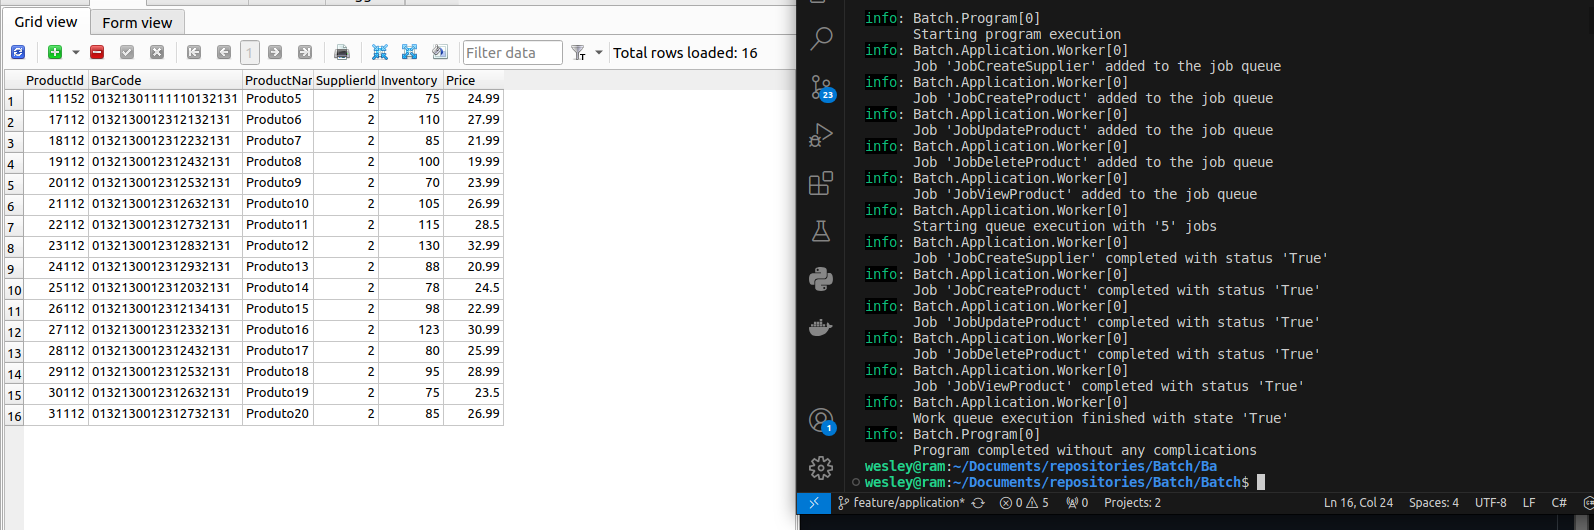 Grid view
Form view
1
Filter data
T
Total rows loaded: 16
ProductId BarCode ProductNar SupplierId Inventory Price
1 11152 01321301111110132131 Produto5 2 75 24.99
2 17112 0132130012312132131 Produto6 2 110 27.99
3 18112 0132130012312232131 Produto7 2 85 21.99
4 19112 0132130012312432131 Produto8 2 100 19.99
5 20112 0132130012312532131 Produto9 2 70 23.99
6 21112 0132130012312632131 Produto10 2 105 26.99
7 22112 0132130012312732131 Produto11 2 115 28.5
8 23112 0132130012312832131 Produto12 2 130 32.99
9 24112 0132130012312932131 Produto13 2 88 20.99
10 25112 0132130012312032131 Produto14 2 78 24.5
11 26112 0132130012312134131 Produto15 2 98 22.99
12 27112 0132130012312332131 Produto16 2 123 30.99
13 28112 0132130012312432131 Produto17 2 80 25.99
14 29112 0132130012312532131 Produto18 2 95 28.99
15 30112 0132130012312632131 Produto19 2 75 23.5
16 31112 0132130012312732131 Produto20 2 85 26.99
23
1
info: Batch.Program[0]
Starting program execution
info: Batch.Application.Worker[0]
Job 'JobCreateSupplier' added to the job queue
info: Batch.Application.Worker[0]
Job 'JobCreateProduct' added to the job queue
info: Batch.Application.Worker[0]
Job 'JobUpdateProduct' added to the job queue
info: Batch.Application.Worker[0]
Job 'JobDeleteProduct' added to the job queue
info: Batch.Application.Worker[0]
Job 'JobViewProduct' added to the job queue
info: Batch.Application.Worker[0]
Starting queue execution with '5' jobs
info: Batch.Application.Worker[0]
Job 'JobCreateSupplier' completed with status 'True'
info: Batch.Application.Worker[0]
Job 'JobCreateProduct' completed with status 'True'
info: Batch.Application.Worker[0]
Job 'JobUpdateProduct' completed with status 'True'
info: Batch.Application.Worker[0]
Job 'JobDeleteProduct' completed with status 'True'
info: Batch.Application.Worker[0]
Job 'JobViewProduct' completed with status 'True'
info: Batch.Application.Worker[0]
Work queue execution finished with state 'True'
info: Batch.Program[0]
Program completed without any complications
wesley@ram:~/Documents/repositories/Batch/Ba
wesley@ram:~/Documents/repositories/Batch/Batch$
feature/application* 0 5 0 Projects: 2 Ln 16, Col 24 Spaces: 4 UTF-8 LF C#